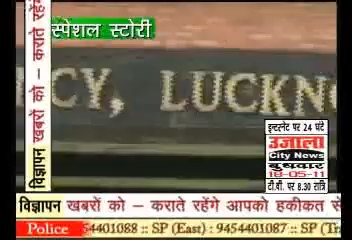 स्पेशल स्टोरी
विज्ञापन खबरों को - कराते रहेंगे
CY, LUCKN
इन्टरनेट पर 24 घंटे
उजाला
City News
बुधवार
18-05-11
टी.वी. पर 8.30 रात्रि
विज्ञापन खबरों को - कराते रहेंगे आपको हकीकत से
Police 54401088 :: SP (East) : 9454401087 :: SP (Tr